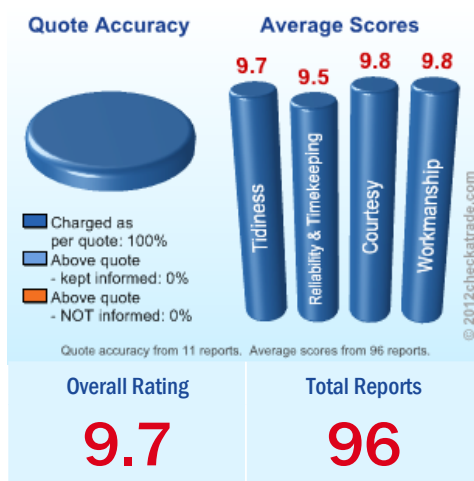 Quote Accuracy
Average Scores
9.7
9.5
9.8
9.8
Tidiness
Reliability & Timekeeping
Courtesy
Workmanship
Charged as
per quote: 100%
Above quote
- kept informed: 0%
Above quote
- NOT informed: 0%
© 2012checkatrade.com
Quote accuracy from 11 reports. Average scores from 96 reports.
Overall Rating
Total Reports
9.7
96